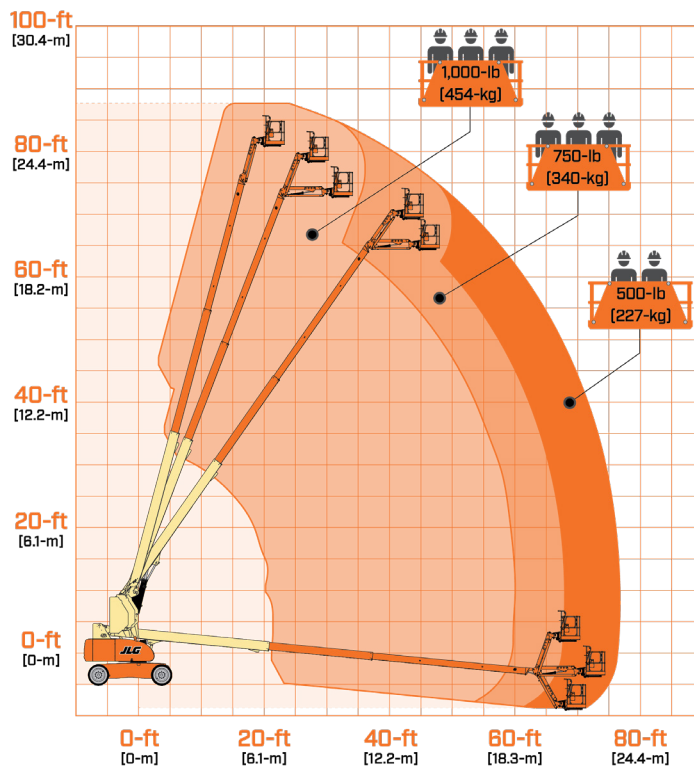 100-ft
[30.4-m]
1,000-lb
(454-kg)
80-ft
[24.4-m]
750-lb
(340-kg)
60-ft
[18.2-m]
500-lb
(227-kg)
40-ft
[12.2-m]
20-ft
[6.1-m]
0-ft
[0-m]
JLG
0-ft
[0-m]
20-ft
[6.1-m]
40-ft
[12.2-m]
60-ft
[18.3-m]
80-ft
[24.4-m]